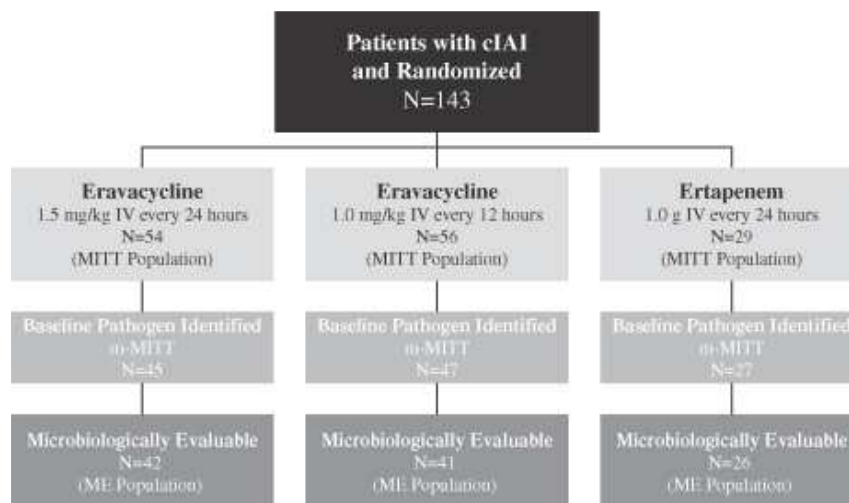 Patients with cIAI
and Randomized
N=143
Eravacycline
1.5 mg/kg IV every 24 hours
N=54
(MITT Population)
Eravacycline
1.0 mg/kg IV every 12 hours
N=56
(MITT Population)
Ertapenem
1.0 g IV every 24 hours
N=29
(MITT Population)
Baseline Pathogen Identified
m-MITT
N=45
Baseline Pathogen Identified
m-MITT
N=47
Baseline Pathogen Identified
m-MITT
N=27
Microbiologically Evaluable
N=42
(ME Population)
Microbiologically Evaluable
N=41
(ME Population)
Microbiologically Evaluable
N=26
(ME Population)